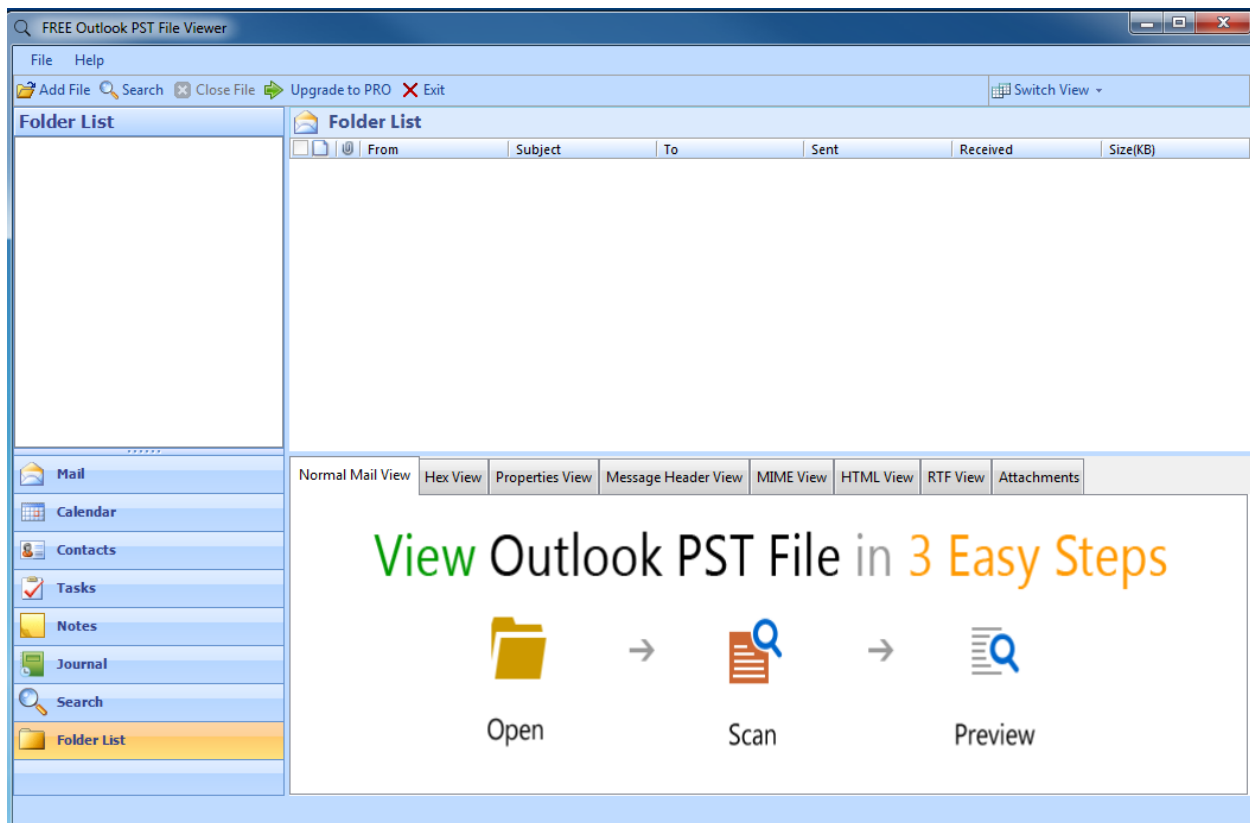 FREE Outlook PST File Viewer
File Help
Add File Search Close File Upgrade to PRO Exit Switch View
Folder List
Folder List
From Subject To Sent Received Size(KB)
Mail
Calendar
Contacts
Tasks
Notes
Journal
Search
Folder List
Normal Mail View Hex View Properties View Message Header View MIME View HTML View RTF View Attachments
View Outlook PST File in 3 Easy Steps
Open Scan Preview